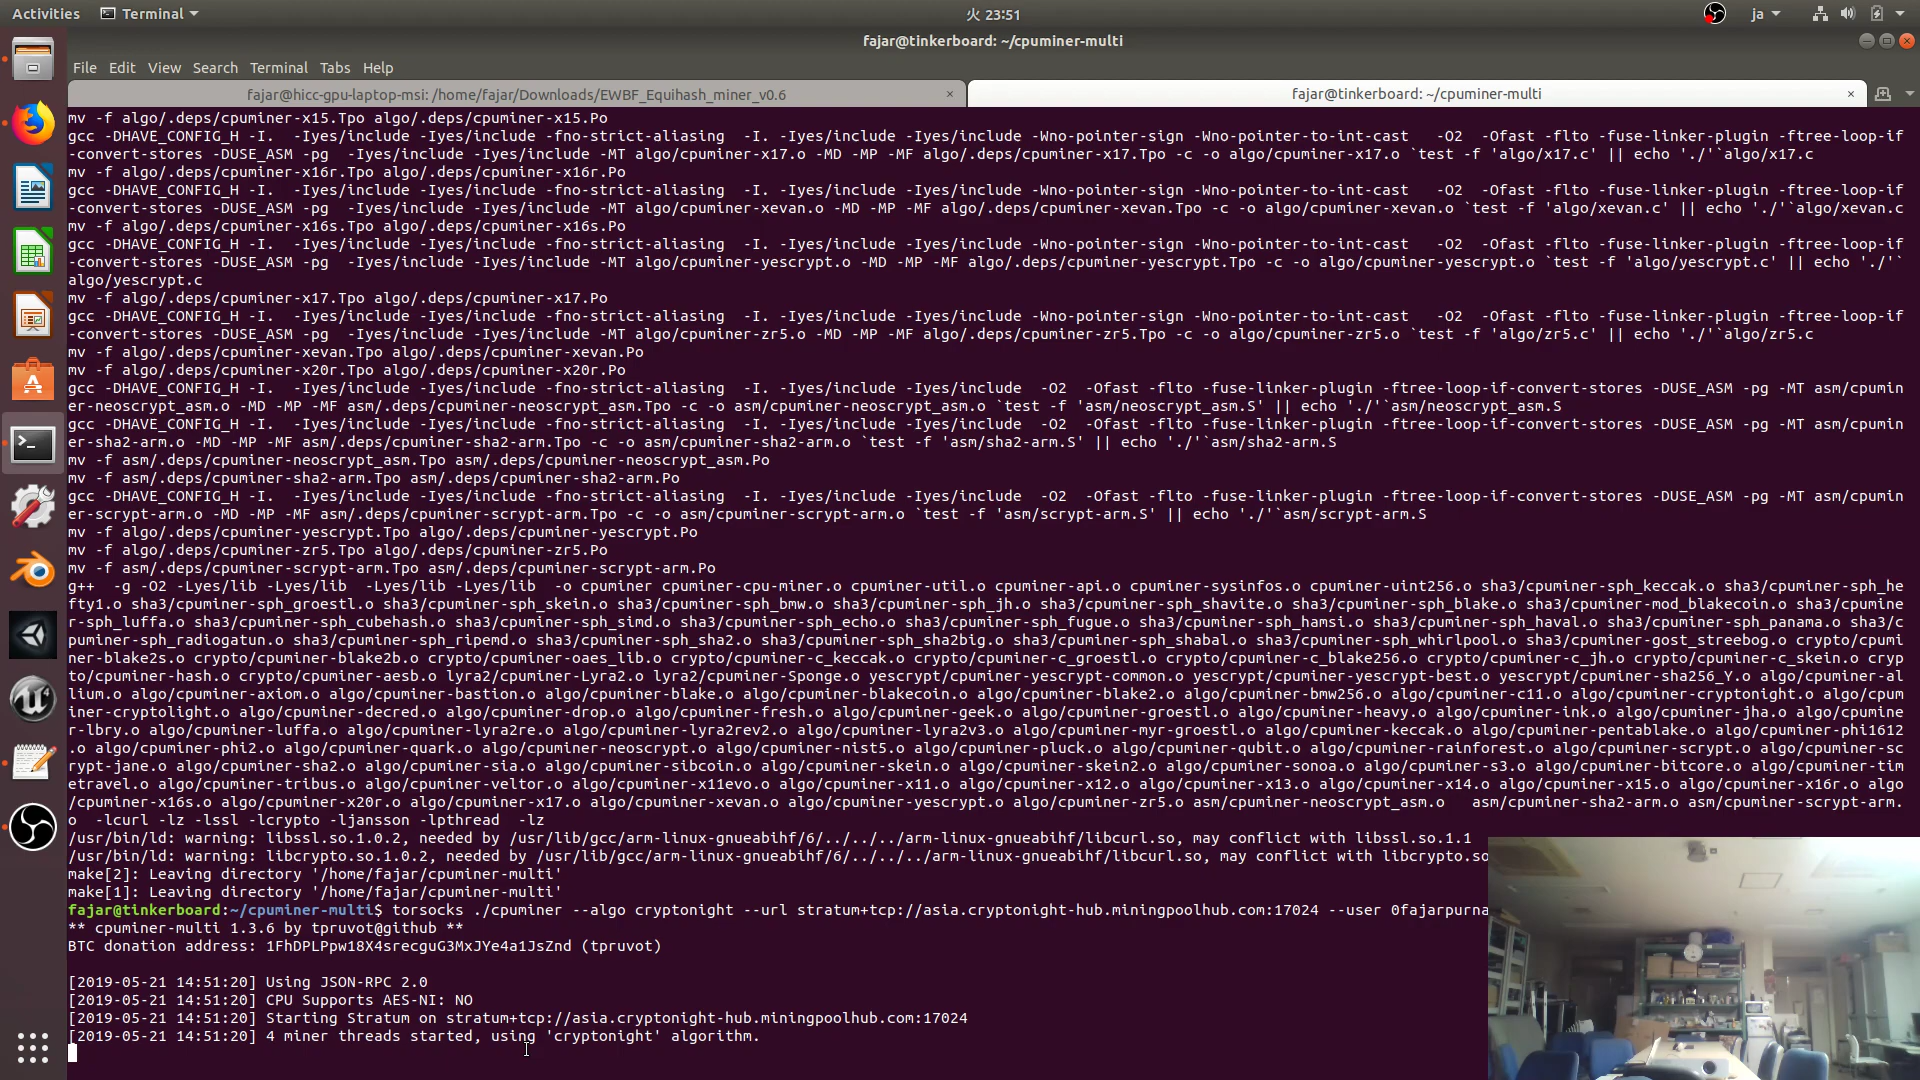 Activities Terminal 火 23:51 ja
fajar@tinkerboard: ~/cpuminer-multi
File Edit View Search Terminal Tabs Help
fajar@hicc-gpu-laptop-msi: /home/fajar/Downloads/EWBF_Equihash_miner_v0.6 fajar@tinkerboard: ~/cpuminer-multi
mv -f algo/.deps/cpuminer-x15.Tpo algo/.deps/cpuminer-x15.Po
gcc -DHAVE_CONFIG_H -I. -Iyes/include -Iyes/include -fno-strict-aliasing -I. -Iyes/include -Iyes/include -Wno-pointer-sign -Wno-pointer-to-int-cast -O2 -Ofast -flto -fuse-linker-plugin -ftree-loop-if
-convert-stores -DUSE_ASM -pg -Iyes/include -Iyes/include -MT algo/cpuminer-x17.o -MD -MP -MF algo/.deps/cpuminer-x17.Tpo -c -o algo/cpuminer-x17.o `test -f 'algo/x17.c' || echo './'`algo/x17.c
mv -f algo/.deps/cpuminer-x16r.Tpo algo/.deps/cpuminer-x16r.Po
gcc -DHAVE_CONFIG_H -I. -Iyes/include -Iyes/include -fno-strict-aliasing -I. -Iyes/include -Iyes/include -Wno-pointer-sign -Wno-pointer-to-int-cast -O2 -Ofast -flto -fuse-linker-plugin -ftree-loop-if
-convert-stores -DUSE_ASM -pg -Iyes/include -Iyes/include -MT algo/cpuminer-xevan.o -MD -MP -MF algo/.deps/cpuminer-xevan.Tpo -c -o algo/cpuminer-xevan.o `test -f 'algo/xevan.c' || echo './'`algo/xevan.c
mv -f algo/.deps/cpuminer-x16s.Tpo algo/.deps/cpuminer-x16s.Po
gcc -DHAVE_CONFIG_H -I. -Iyes/include -Iyes/include -fno-strict-aliasing -I. -Iyes/include -Iyes/include -Wno-pointer-sign -Wno-pointer-to-int-cast -O2 -Ofast -flto -fuse-linker-plugin -ftree-loop-if
-convert-stores -DUSE_ASM -pg -Iyes/include -Iyes/include -MT algo/cpuminer-yescrypt.o -MD -MP -MF algo/.deps/cpuminer-yescrypt.Tpo -c -o algo/cpuminer-yescrypt.o `test -f 'algo/yescrypt.c' || echo './'`
algo/yescrypt.c
mv -f algo/.deps/cpuminer-x17.Tpo algo/.deps/cpuminer-x17.Po
gcc -DHAVE_CONFIG_H -I. -Iyes/include -Iyes/include -fno-strict-aliasing -I. -Iyes/include -Iyes/include -Wno-pointer-sign -Wno-pointer-to-int-cast -O2 -Ofast -flto -fuse-linker-plugin -ftree-loop-if
-convert-stores -DUSE_ASM -pg -Iyes/include -Iyes/include -MT algo/cpuminer-zr5.o -MD -MP -MF algo/.deps/cpuminer-zr5.Tpo -c -o algo/cpuminer-zr5.o `test -f 'algo/zr5.c' || echo './'`algo/zr5.c
mv -f algo/.deps/cpuminer-xevan.Tpo algo/.deps/cpuminer-xevan.Po
mv -f algo/.deps/cpuminer-x20r.Tpo algo/.deps/cpuminer-x20r.Po
gcc -DHAVE_CONFIG_H -I. -Iyes/include -Iyes/include -fno-strict-aliasing -I. -Iyes/include -Iyes/include -O2 -Ofast -flto -fuse-linker-plugin -ftree-loop-if-convert-stores -DUSE_ASM -pg -MT asm/cpumin
er-neoscrypt_asm.o -MD -MP -MF asm/.deps/cpuminer-neoscrypt_asm.Tpo -c -o asm/cpuminer-neoscrypt_asm.o `test -f 'asm/neoscrypt_asm.S' || echo './'`asm/neoscrypt_asm.S
gcc -DHAVE_CONFIG_H -I. -Iyes/include -Iyes/include -fno-strict-aliasing -I. -Iyes/include -Iyes/include -O2 -Ofast -flto -fuse-linker-plugin -ftree-loop-if-convert-stores -DUSE_ASM -pg -MT asm/cpumin
er-sha2-arm.o -MD -MP -MF asm/.deps/cpuminer-sha2-arm.Tpo -c -o asm/cpuminer-sha2-arm.o `test -f 'asm/sha2-arm.S' || echo './'`asm/sha2-arm.S
mv -f asm/.deps/cpuminer-neoscrypt_asm.Tpo asm/.deps/cpuminer-neoscrypt_asm.Po
mv -f asm/.deps/cpuminer-sha2-arm.Tpo asm/.deps/cpuminer-sha2-arm.Po
gcc -DHAVE_CONFIG_H -I. -Iyes/include -Iyes/include -fno-strict-aliasing -I. -Iyes/include -Iyes/include -O2 -Ofast -flto -fuse-linker-plugin -ftree-loop-if-convert-stores -DUSE_ASM -pg -MT asm/cpumin
er-scrypt-arm.o -MD -MP -MF asm/.deps/cpuminer-scrypt-arm.Tpo -c -o asm/cpuminer-scrypt-arm.o `test -f 'asm/scrypt-arm.S' || echo './'`asm/scrypt-arm.S
mv -f algo/.deps/cpuminer-yescrypt.Tpo algo/.deps/cpuminer-yescrypt.Po
mv -f algo/.deps/cpuminer-zr5.Tpo algo/.deps/cpuminer-zr5.Po
mv -f asm/.deps/cpuminer-scrypt-arm.Tpo asm/.deps/cpuminer-scrypt-arm.Po
g++ -g -O2 -Lyes/lib -Lyes/lib -Lyes/lib -Lyes/lib -o cpuminer cpuminer-cpu-miner.o cpuminer-util.o cpuminer-api.o cpuminer-sysinfos.o cpuminer-uint256.o sha3/cpuminer-sph_keccak.o sha3/cpuminer-sph_he
fty1.o sha3/cpuminer-sph_groestl.o sha3/cpuminer-sph_skein.o sha3/cpuminer-sph_bmw.o sha3/cpuminer-sph_jh.o sha3/cpuminer-sph_shavite.o sha3/cpuminer-sph_blake.o sha3/cpuminer-mod_blakecoin.o sha3/cpumine
r-sph_luffa.o sha3/cpuminer-sph_cubehash.o sha3/cpuminer-sph_simd.o sha3/cpuminer-sph_echo.o sha3/cpuminer-sph_fugue.o sha3/cpuminer-sph_hamsi.o sha3/cpuminer-sph_haval.o sha3/cpuminer-sph_panama.o sha3/c
puminer-sph_radiogatun.o sha3/cpuminer-sph_ripemd.o sha3/cpuminer-sph_sha2.o sha3/cpuminer-sph_sha2big.o sha3/cpuminer-sph_shabal.o sha3/cpuminer-sph_whirlpool.o sha3/cpuminer-gost_streebog.o crypto/cpumi
ner-blake2s.o crypto/cpuminer-blake2b.o crypto/cpuminer-oaes_lib.o crypto/cpuminer-c_keccak.o crypto/cpuminer-c_groestl.o crypto/cpuminer-c_blake256.o crypto/cpuminer-c_jh.o crypto/cpuminer-c_skein.o cryp
to/cpuminer-hash.o crypto/cpuminer-aesb.o lyra2/cpuminer-Lyra2.o lyra2/cpuminer-Sponge.o yescrypt/cpuminer-yescrypt-common.o yescrypt/cpuminer-yescrypt-best.o yescrypt/cpuminer-sha256_Y.o algo/cpuminer-al
lium.o algo/cpuminer-axiom.o algo/cpuminer-bastion.o algo/cpuminer-blake.o algo/cpuminer-blakecoin.o algo/cpuminer-blake2.o algo/cpuminer-bmw256.o algo/cpuminer-c11.o algo/cpuminer-cryptonight.o algo/cpum
iner-cryptolight.o algo/cpuminer-decred.o algo/cpuminer-drop.o algo/cpuminer-fresh.o algo/cpuminer-geek.o algo/cpuminer-groestl.o algo/cpuminer-heavy.o algo/cpuminer-ink.o algo/cpuminer-jha.o algo/cpumine
r-lbry.o algo/cpuminer-luffa.o algo/cpuminer-lyra2re.o algo/cpuminer-lyra2rev2.o algo/cpuminer-lyra2v3.o algo/cpuminer-myr-groestl.o algo/cpuminer-keccak.o algo/cpuminer-pentablake.o algo/cpuminer-phi1612
.o algo/cpuminer-phi2.o algo/cpuminer-quark.o algo/cpuminer-neoscrypt.o algo/cpuminer-nist5.o algo/cpuminer-pluck.o algo/cpuminer-qubit.o algo/cpuminer-rainforest.o algo/cpuminer-scrypt.o algo/cpuminer-sc
rypt-jane.o algo/cpuminer-sha2.o algo/cpuminer-sia.o algo/cpuminer-sibcoin.o algo/cpuminer-skein.o algo/cpuminer-skein2.o algo/cpuminer-sonoa.o algo/cpuminer-s3.o algo/cpuminer-bitcore.o algo/cpuminer-tim
etravel.o algo/cpuminer-tribus.o algo/cpuminer-veltor.o algo/cpuminer-x11evo.o algo/cpuminer-x11.o algo/cpuminer-x12.o algo/cpuminer-x13.o algo/cpuminer-x14.o algo/cpuminer-x15.o algo/cpuminer-x16r.o algo
/cpuminer-x16s.o algo/cpuminer-x20r.o algo/cpuminer-x17.o algo/cpuminer-xevan.o algo/cpuminer-yescrypt.o algo/cpuminer-zr5.o asm/cpuminer-neoscrypt_asm.o asm/cpuminer-sha2-arm.o asm/cpuminer-scrypt-arm.
o -lcurl -lz -lssl -lcrypto -ljansson -lpthread -lz
/usr/bin/ld: warning: libssl.so.1.0.2, needed by /usr/lib/gcc/arm-linux-gnueabihf/6/../../../arm-linux-gnueabihf/libcurl.so, may conflict with libssl.so.1.1
/usr/bin/ld: warning: libcrypto.so.1.0.2, needed by /usr/lib/gcc/arm-linux-gnueabihf/6/../../../arm-linux-gnueabihf/libcurl.so, may conflict with libcrypto.so
make[2]: Leaving directory '/home/fajar/cpuminer-multi'
make[1]: Leaving directory '/home/fajar/cpuminer-multi'
fajar@tinkerboard:~/cpuminer-multi$ torsocks ./cpuminer --algo cryptonight --url stratum+tcp://asia.cryptonight-hub.miningpoolhub.com:17024 --user 0fajarpurna
** cpuminer-multi 1.3.6 by tpruvot@github **
BTC donation address: 1FhDPLPpw18X4srecguG3MxJYe4a1JsZnd (tpruvot)
[2019-05-21 14:51:20] Using JSON-RPC 2.0
[2019-05-21 14:51:20] CPU Supports AES-NI: NO
[2019-05-21 14:51:20] Starting Stratum on stratum+tcp://asia.cryptonight-hub.miningpoolhub.com:17024
[2019-05-21 14:51:20] 4 miner threads started, using 'cryptonight' algorithm.